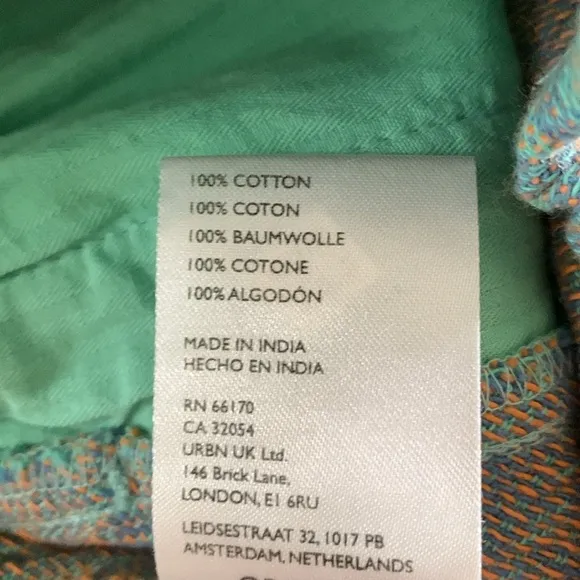 100% COTTON
100% COTON
100% BAUMWOLLE
100% COTONE
100% ALGODÓN
MADE IN INDIA
HECHO EN INDIA
RN 66170
CA 32054
URBN UK Ltd.
146 Brick Lane,
LONDON, E1 6RU
LEIDSESTRAAT 32, 1017 PB
AMSTERDAM, NETHERLANDS